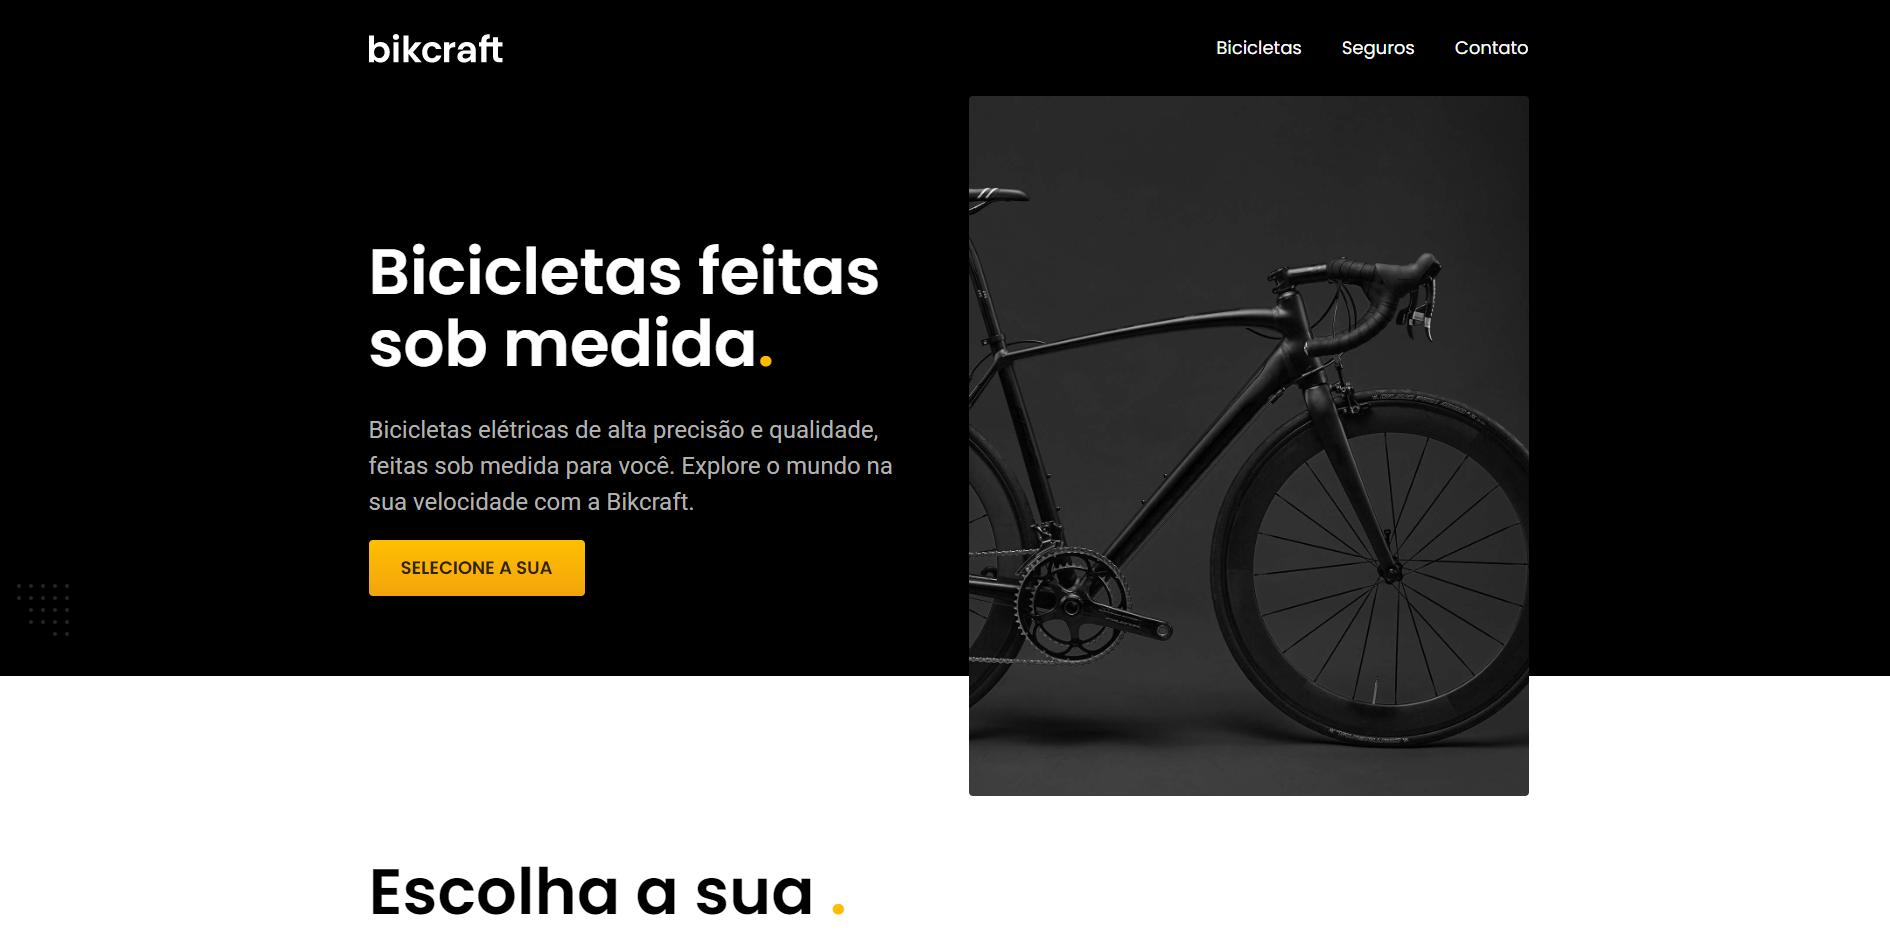 bikcraft
Bicicletas Seguros Contato
Bicicletas feitas
sob medida.
Bicicletas elétricas de alta precisão e qualidade,
feitas sob medida para você. Explore o mundo na
sua velocidade com a Bikcraft.
SELECIONE A SUA
Escolha a sua .